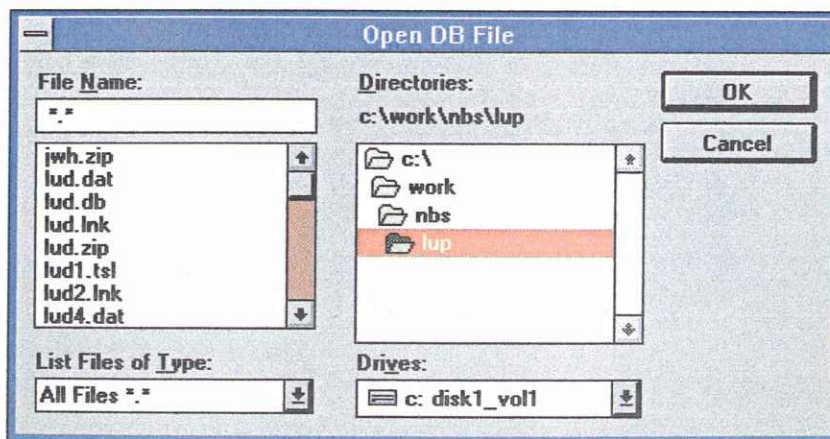 Open DB File
File Name:
*.*
jwh.zip
lud.dat
lud.db
lud.lnk
lud.zip
lud1.tsl
lud2.lnk
lud4.dat
List Files of Type:
All Files *.*
Directories:
c:\work\nbs\lup
c:\
work
nbs
lup
Drives:
c: disk1_vol1
OK
Cancel